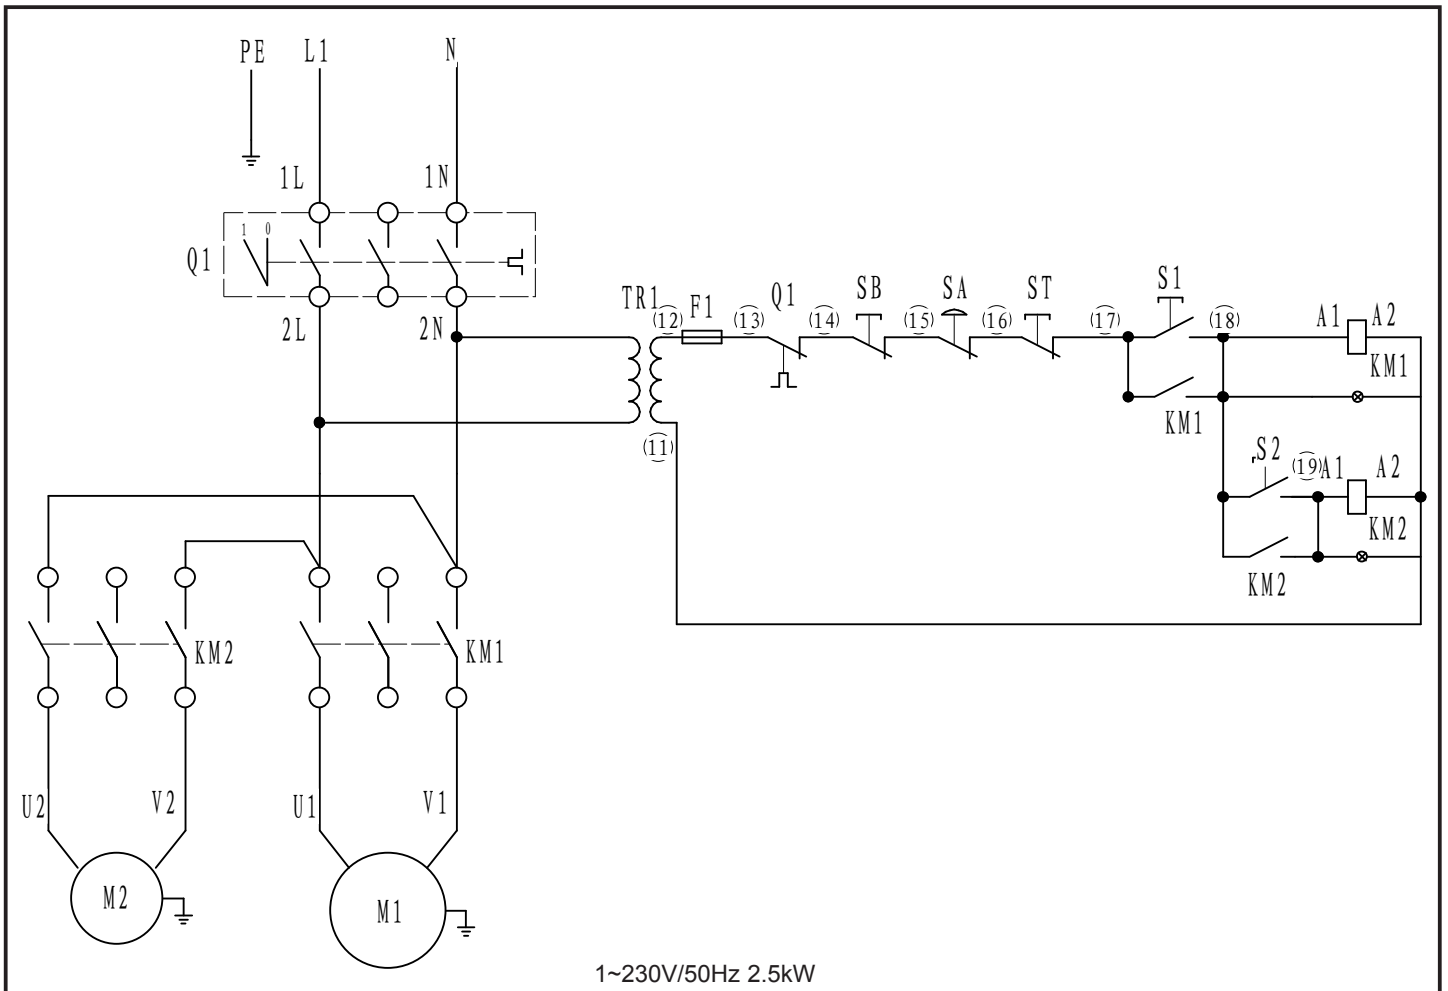 PE L1 N
1L 1N
1 0
Q1
2L 2N
TR1 (12) F1 (13) Q1 (14) SB (15) SA (16) ST (17) S1 (18) A1 A2
KM1
KM1
(11)
S2 (19) A1 A2
KM2
KM2
KM2 KM1
U2 V2 U1 V1
M2 M1
1~230V/50Hz 2.5kW